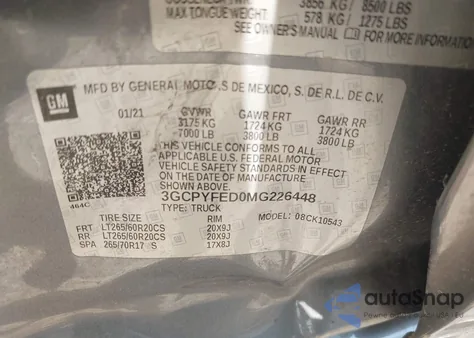 3856 KG/ 8500 LBS
MAX TONGUE WEIGHT 578 KG / 1275 LBS
SEE OWNER'S MANUAL FOR MORE INFORMATION
GM
MFD BY GENERAL MOTORS DE MEXICO, S. DE R.L. DE C.V.
01/21 GVWR GAWR FRT GAWR RR
3175 KG 1724 KG 1724 KG
7000 LB 3800 LB 3800 LB
THIS VEHICLE CONFORMS TO ALL
APPLICABLE U.S. FEDERAL MOTOR
VEHICLE SAFETY STANDARDS IN EFFECT
ON THE DATE OF MANUFACTURE SHOWN ABOVE.
464C 3GCPYFED0MG226448
TYPE: TRUCK MODEL: 08CK10543
TIRE SIZE RIM
FRT LT265/60R20CS 20X9J
RR LT265/60R20CS 20X9J
SPA 265/70R17 S 17X8J
autoSnap